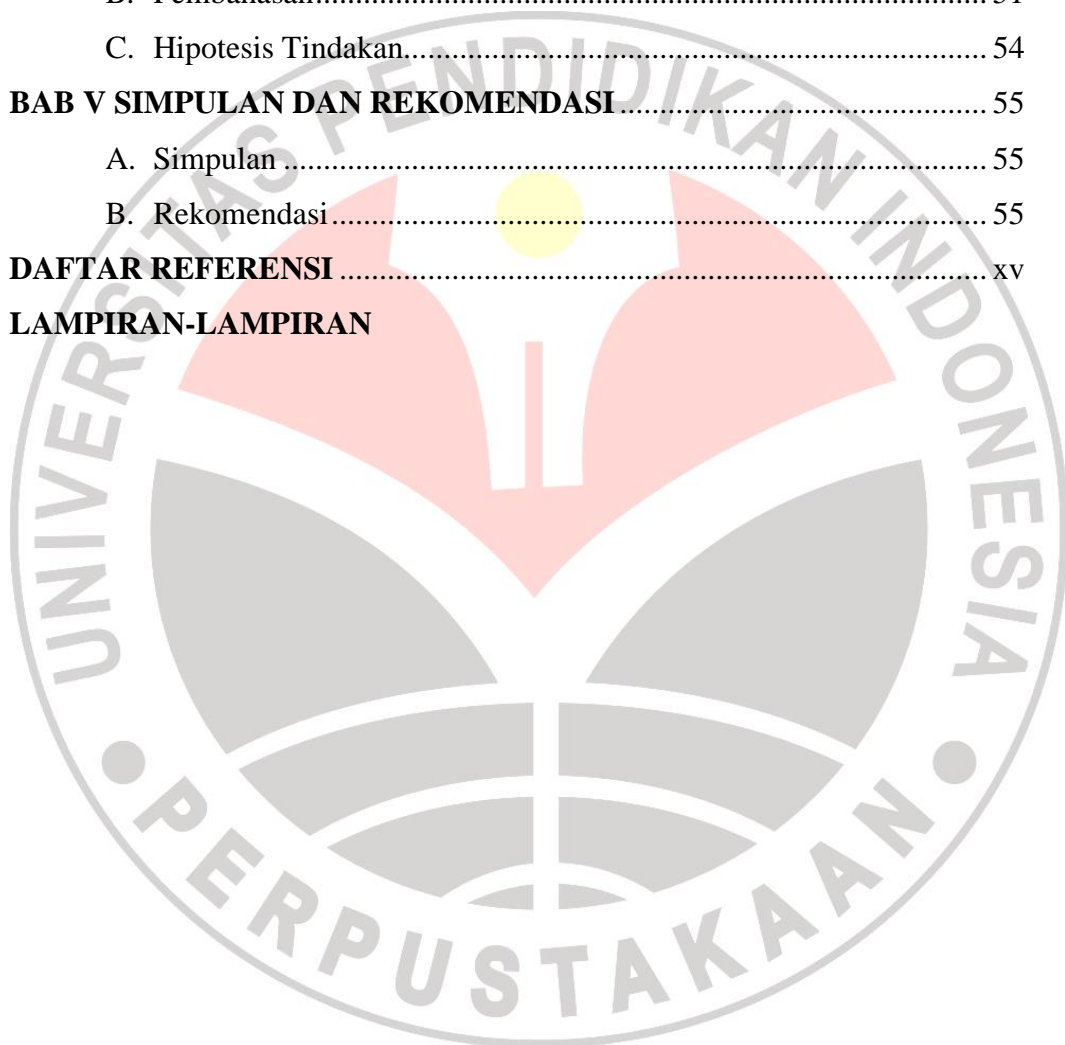 C. Hipotesis Tindakan........................................................................... 54
BAB V SIMPULAN DAN REKOMENDASI ................................................ 55
A. Simpulan ........................................................................................ 55
B. Rekomendasi.................................................................................. 55
DAFTAR REFERENSI ................................................................................. xv
LAMPIRAN-LAMPIRAN
UNIVERSITAS PENDIDIKAN INDONESIA
PERPUSTAKAAN